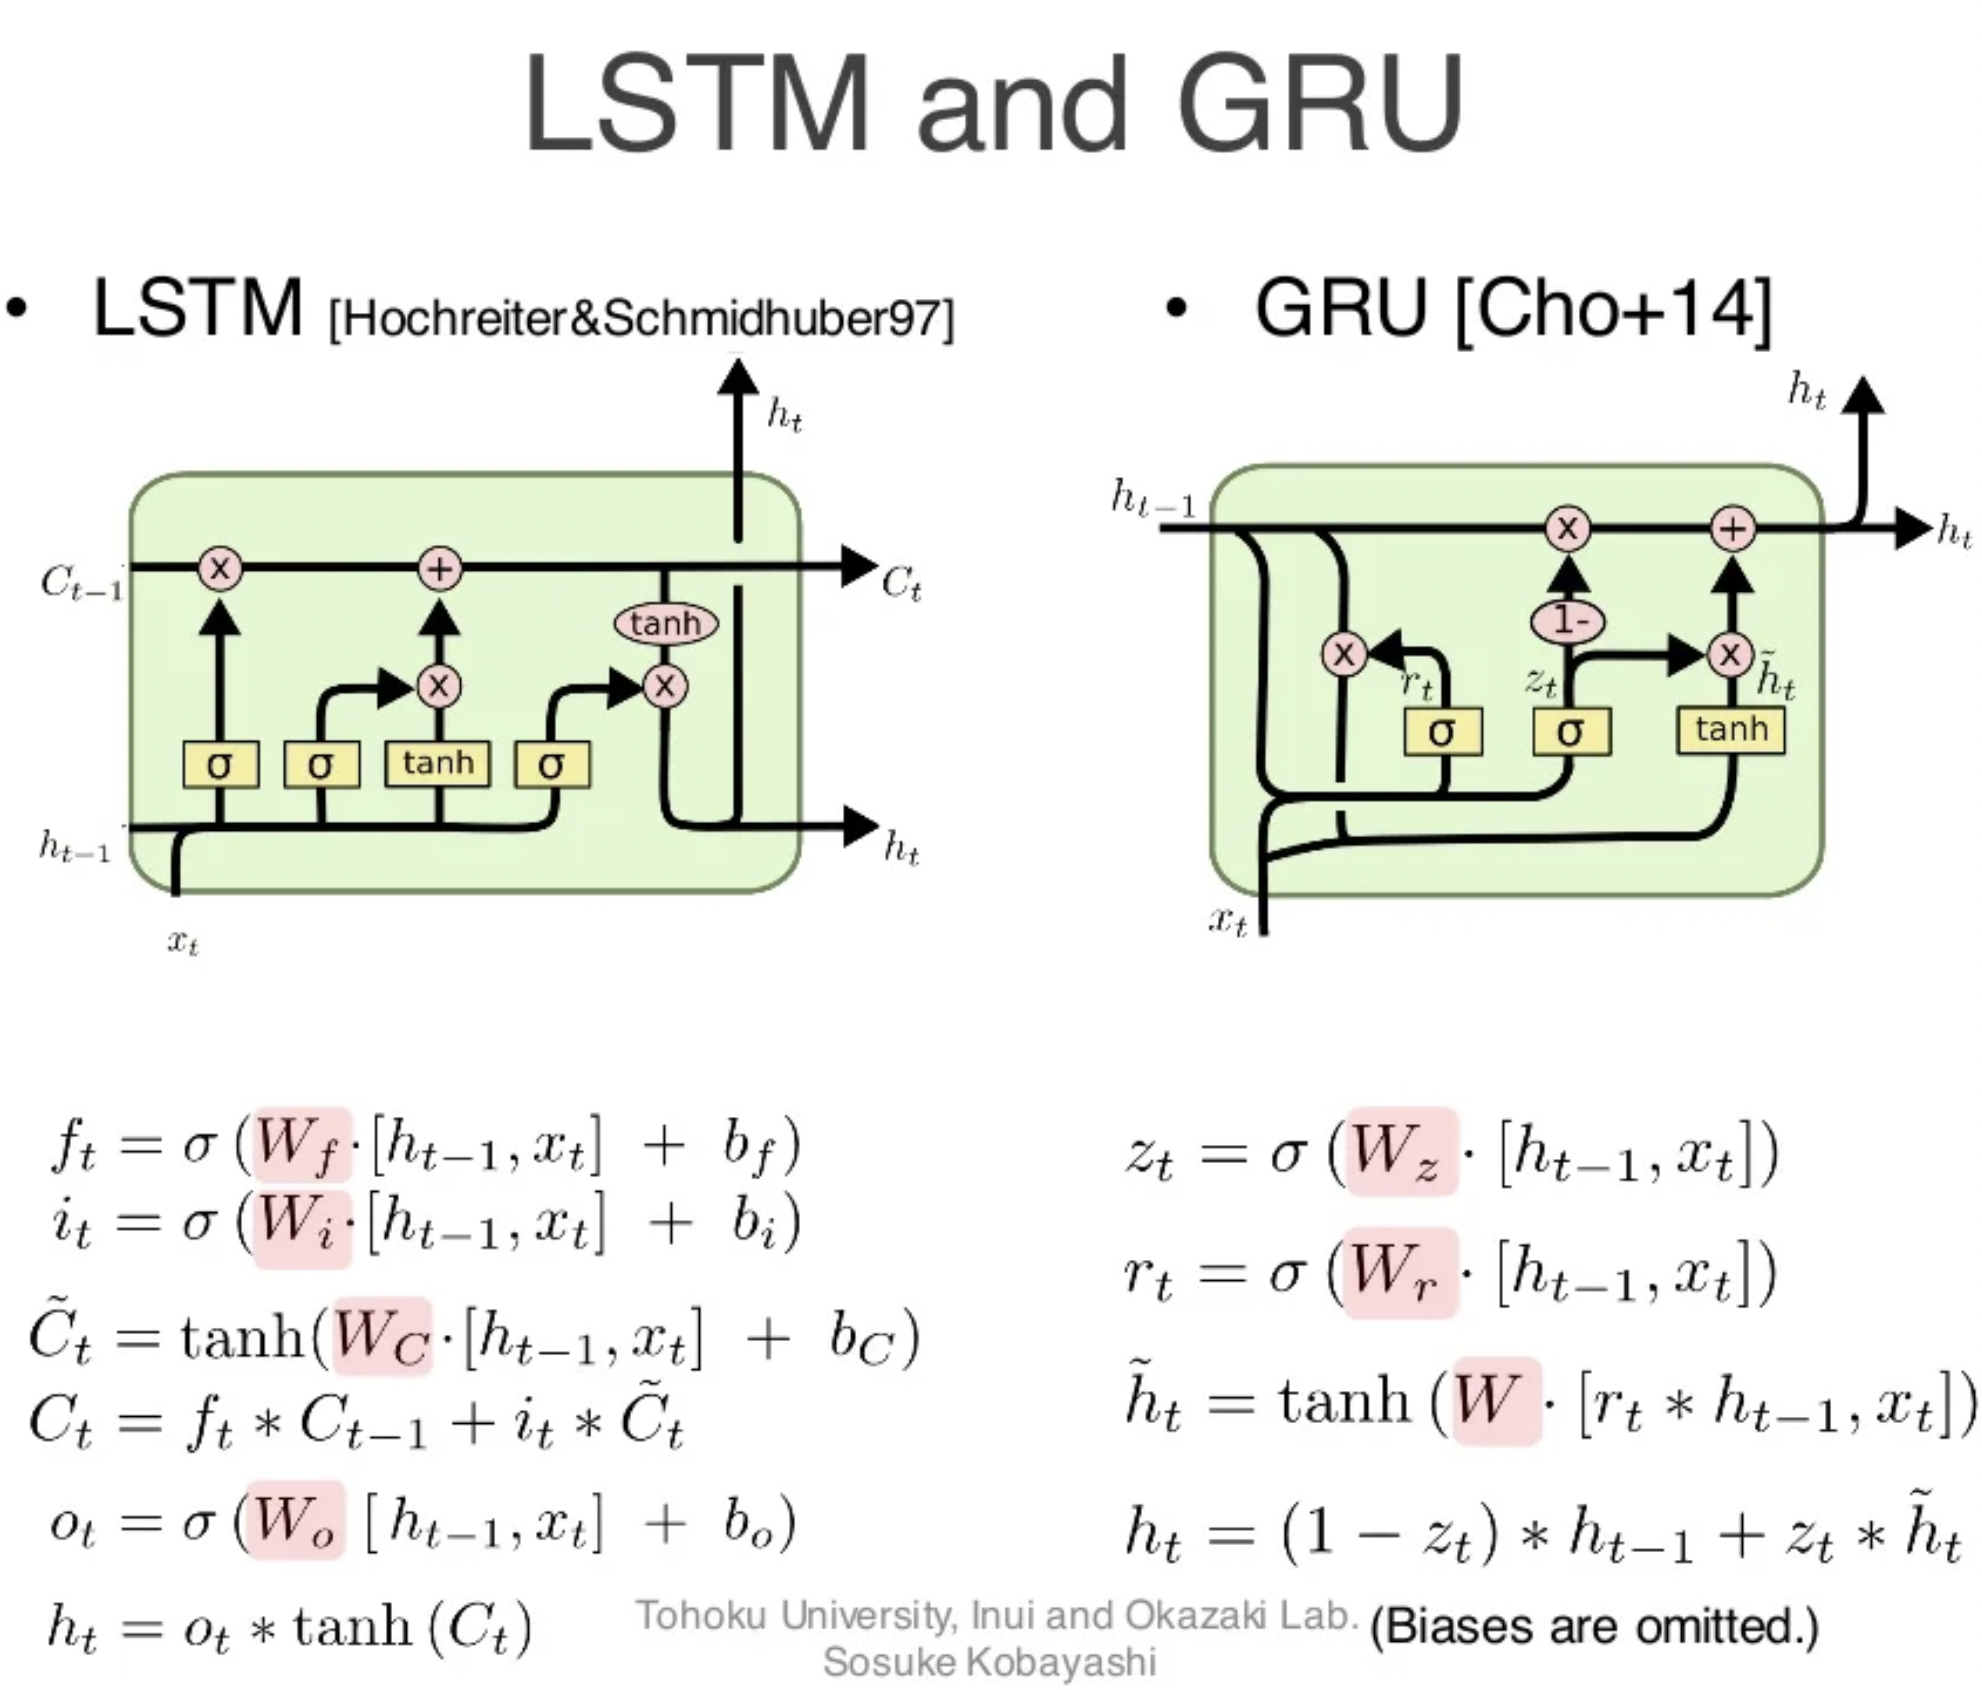 LSTM and GRU
• LSTM [Hochreiter&Schmidhuber97]
h_t
C_{t-1}
x
+
C_t
tanh
x
x
σ
σ
tanh
σ
h_{t-1}
h_t
x_t
f_t = σ (W_f · [h_{t-1}, x_t] + b_f)
i_t = σ (W_i · [h_{t-1}, x_t] + b_i)
C̃_t = tanh(W_C · [h_{t-1}, x_t] + b_C)
C_t = f_t * C_{t-1} + i_t * C̃_t
o_t = σ (W_o [ h_{t-1}, x_t] + b_o)
h_t = o_t * tanh (C_t)
• GRU [Cho+14]
h_t
h_{t-1}
x
+
h_t
1-
x
x
r_t
z_t
h̃_t
σ
σ
tanh
x_t
z_t = σ (W_z · [h_{t-1}, x_t])
r_t = σ (W_r · [h_{t-1}, x_t])
h̃_t = tanh (W · [r_t * h_{t-1}, x_t])
h_t = (1 − z_t) * h_{t-1} + z_t * h̃_t
(Biases are omitted.)
Tohoku University, Inui and Okazaki Lab.
Sosuke Kobayashi